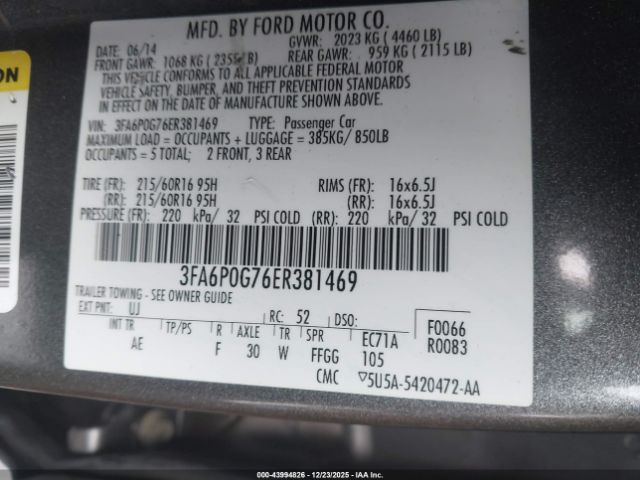 MFD. BY FORD MOTOR CO.
06/14 GVWR: 2023 KG ( 4460 LB)
FRONT GAWR: 1068 KG ( 2355 LB) REAR GAWR: 959 KG ( 2115 LB)
THIS VEHICLE CONFORMS TO ALL APPLICABLE FEDERAL MOTOR
VEHICLE SAFETY, BUMPER, AND THEFT PREVENTION STANDARDS
IN EFFECT ON THE DATE OF MANUFACTURE SHOWN ABOVE.
VIN: 3FA6P0G76ER381469 TYPE: Passenger Car
MAXIMUM LOAD = OCCUPANTS + LUGGAGE = 385KG/ 850LB
OCCUPANTS = 5 TOTAL; 2 FRONT, 3 REAR
TIRE (FR): 215/60R16 95H RIMS (FR): 16x6.5J
(RR): 215/60R16 95H (RR): 16x6.5J
PRESSURE (FR): 220 kPa/ 32 PSI COLD (RR): 220 kPa/ 32 PSI COLD
3FA6P0G76ER381469
TRAILER TOWING - SEE OWNER GUIDE
EXT PNT: UJ RC: 52 DSO: F0066
INT TR TP/PS R AXLE TR SPR EC71A R0083
AE F 30 W FFGG 105
CMC ▽5U5A-5420472-AA
000-43994826 - 12/23/2025 - IAA, Inc.